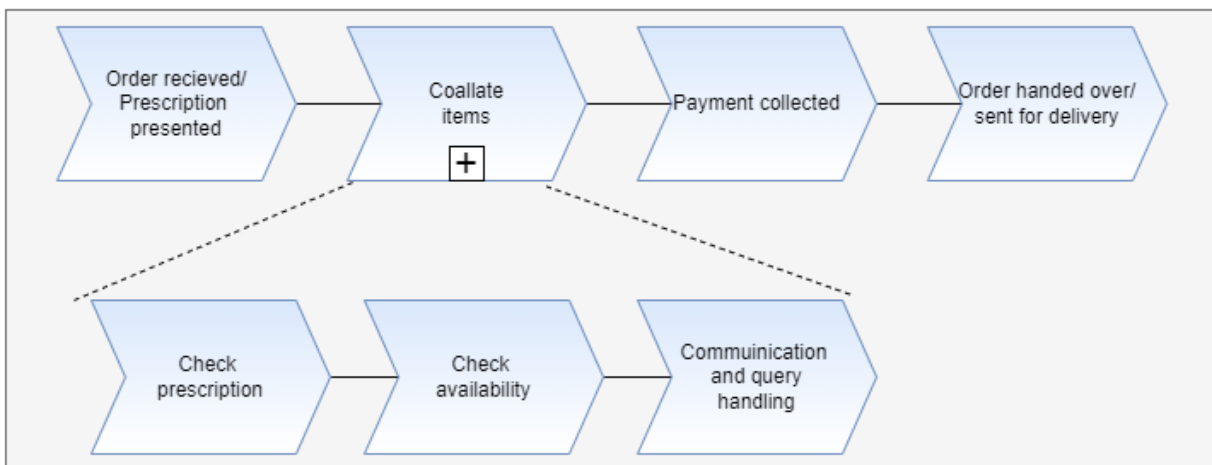 Order recieved/
Prescription
presented
Coallate
items
Payment collected
Order handed over/
sent for delivery
Check
prescription
Check
availability
Commuinication
and query
handling